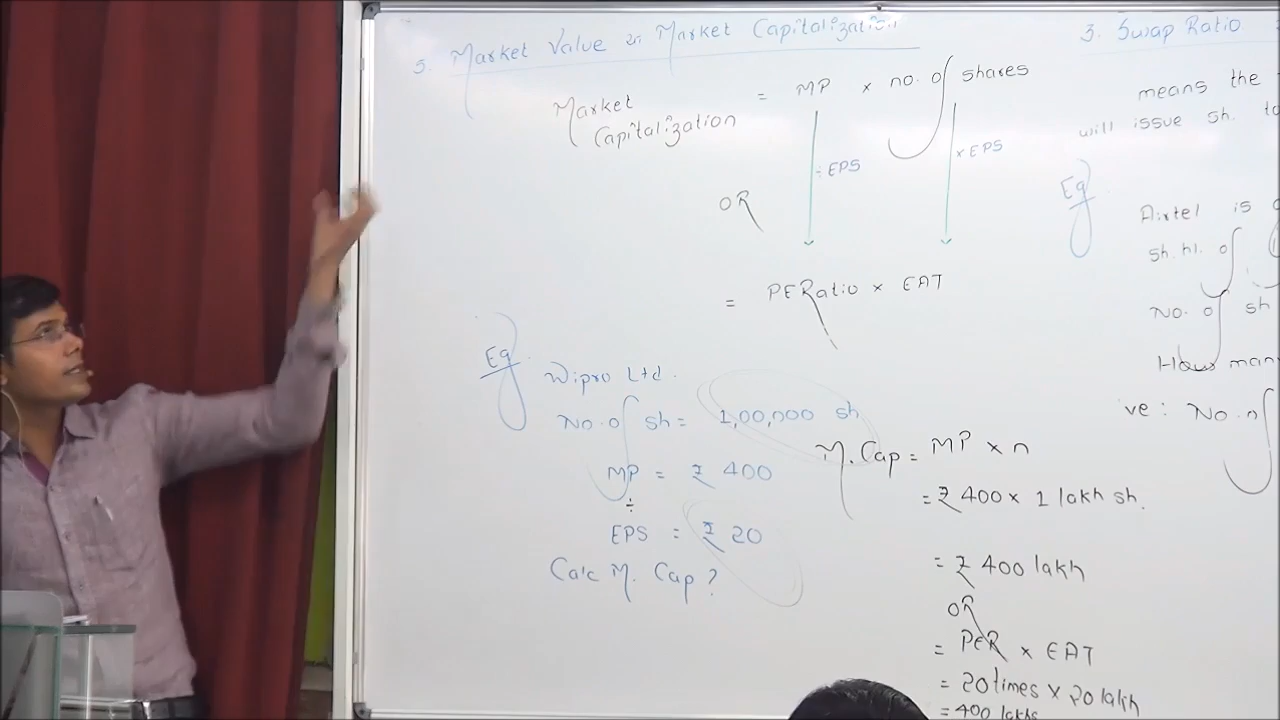 5. Market Value or Market Capitalization
Market Capitalization = MP × no. of shares
÷ EPS
× EPS
OR
= PE Ratio × EAT
Eg
Wipro Ltd.
No. of sh = 1,00,000 sh
MP = ₹ 400
÷
EPS = ₹ 20
Calc M. Cap ?
M. Cap = MP × n
= ₹ 400 × 1 lakh sh.
= ₹ 400 lakh
OR
= PER × EAT
= 20 times × 20 lakh
= 400 lakhs
3. Swap Ratio
means the
will issue sh. to
Eg
Airtel is
sh. hl. of
No. of sh
How man
ve : No. of